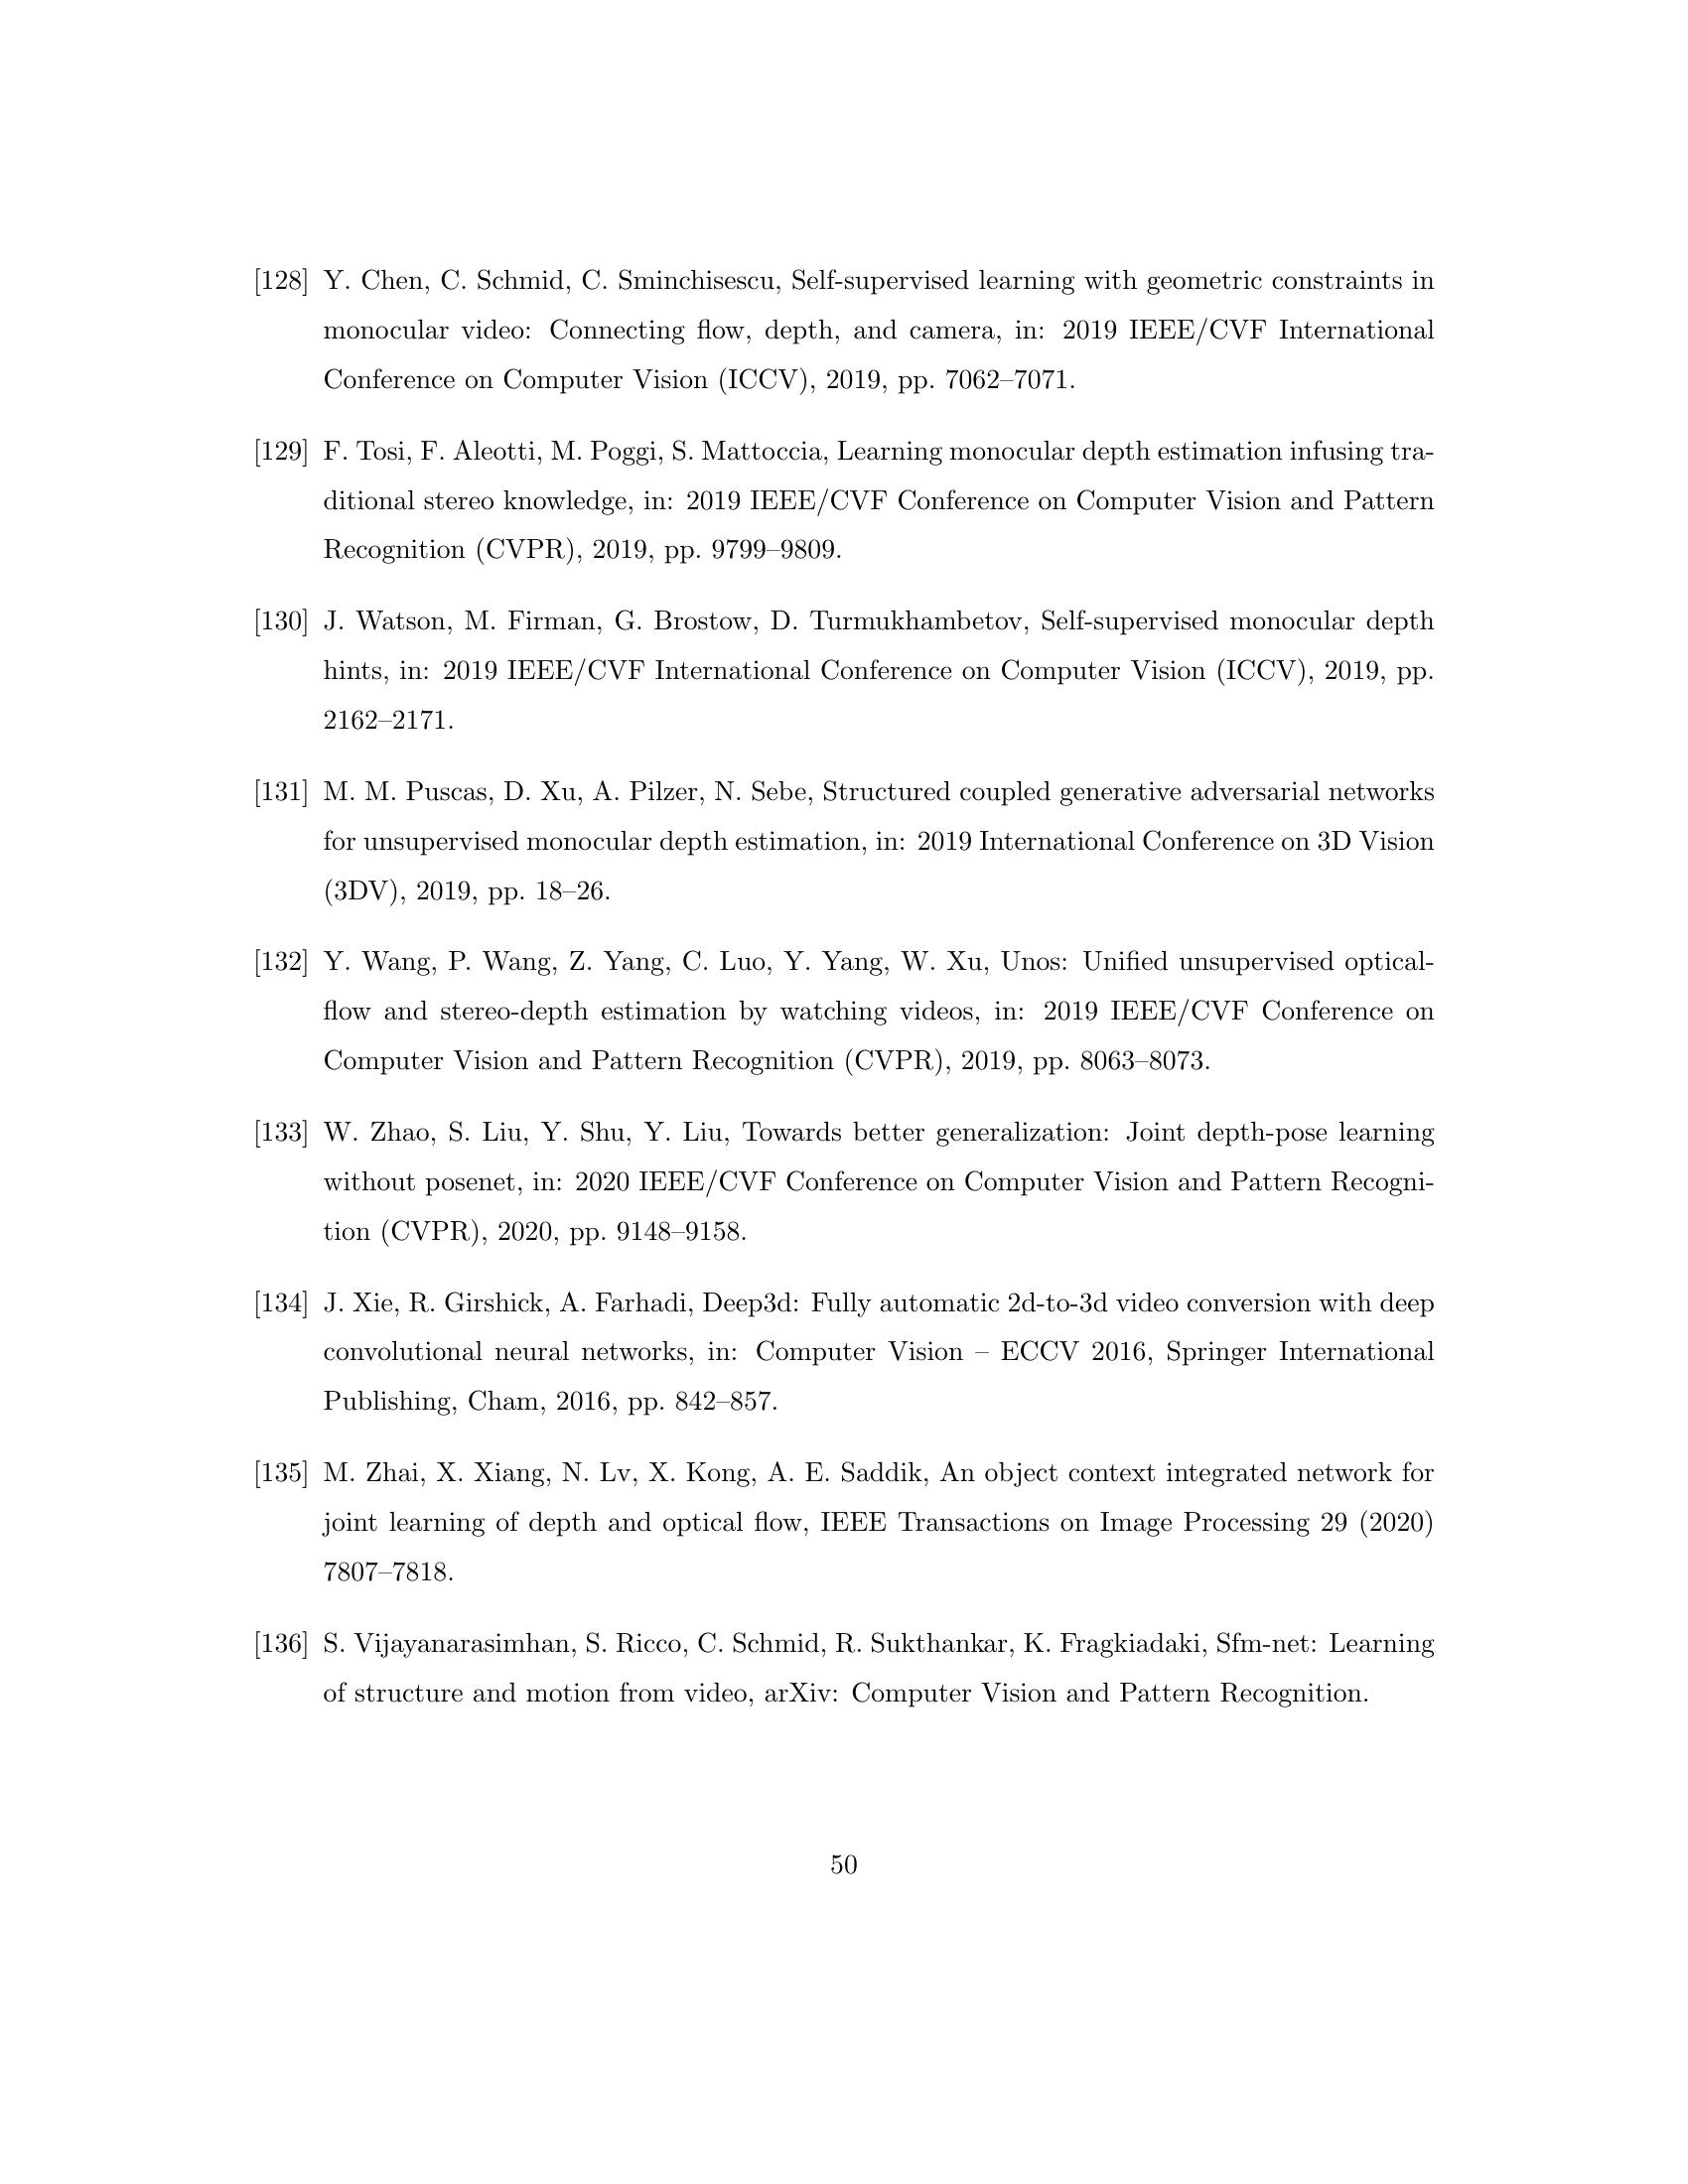 [128] Y. Chen, C. Schmid, C. Sminchisescu, Self-supervised learning with geometric constraints in
monocular video: Connecting flow, depth, and camera, in: 2019 IEEE/CVF International
Conference on Computer Vision (ICCV), 2019, pp. 7062–7071.
[129] F. Tosi, F. Aleotti, M. Poggi, S. Mattoccia, Learning monocular depth estimation infusing tra-
ditional stereo knowledge, in: 2019 IEEE/CVF Conference on Computer Vision and Pattern
Recognition (CVPR), 2019, pp. 9799–9809.
[130] J. Watson, M. Firman, G. Brostow, D. Turmukhambetov, Self-supervised monocular depth
hints, in: 2019 IEEE/CVF International Conference on Computer Vision (ICCV), 2019, pp.
2162–2171.
[131] M. M. Puscas, D. Xu, A. Pilzer, N. Sebe, Structured coupled generative adversarial networks
for unsupervised monocular depth estimation, in: 2019 International Conference on 3D Vision
(3DV), 2019, pp. 18–26.
[132] Y. Wang, P. Wang, Z. Yang, C. Luo, Y. Yang, W. Xu, Unos: Unified unsupervised optical-
flow and stereo-depth estimation by watching videos, in: 2019 IEEE/CVF Conference on
Computer Vision and Pattern Recognition (CVPR), 2019, pp. 8063–8073.
[133] W. Zhao, S. Liu, Y. Shu, Y. Liu, Towards better generalization: Joint depth-pose learning
without posenet, in: 2020 IEEE/CVF Conference on Computer Vision and Pattern Recogni-
tion (CVPR), 2020, pp. 9148–9158.
[134] J. Xie, R. Girshick, A. Farhadi, Deep3d: Fully automatic 2d-to-3d video conversion with deep
convolutional neural networks, in: Computer Vision – ECCV 2016, Springer International
Publishing, Cham, 2016, pp. 842–857.
[135] M. Zhai, X. Xiang, N. Lv, X. Kong, A. E. Saddik, An object context integrated network for
joint learning of depth and optical flow, IEEE Transactions on Image Processing 29 (2020)
7807–7818.
[136] S. Vijayanarasimhan, S. Ricco, C. Schmid, R. Sukthankar, K. Fragkiadaki, Sfm-net: Learning
of structure and motion from video, arXiv: Computer Vision and Pattern Recognition.
50